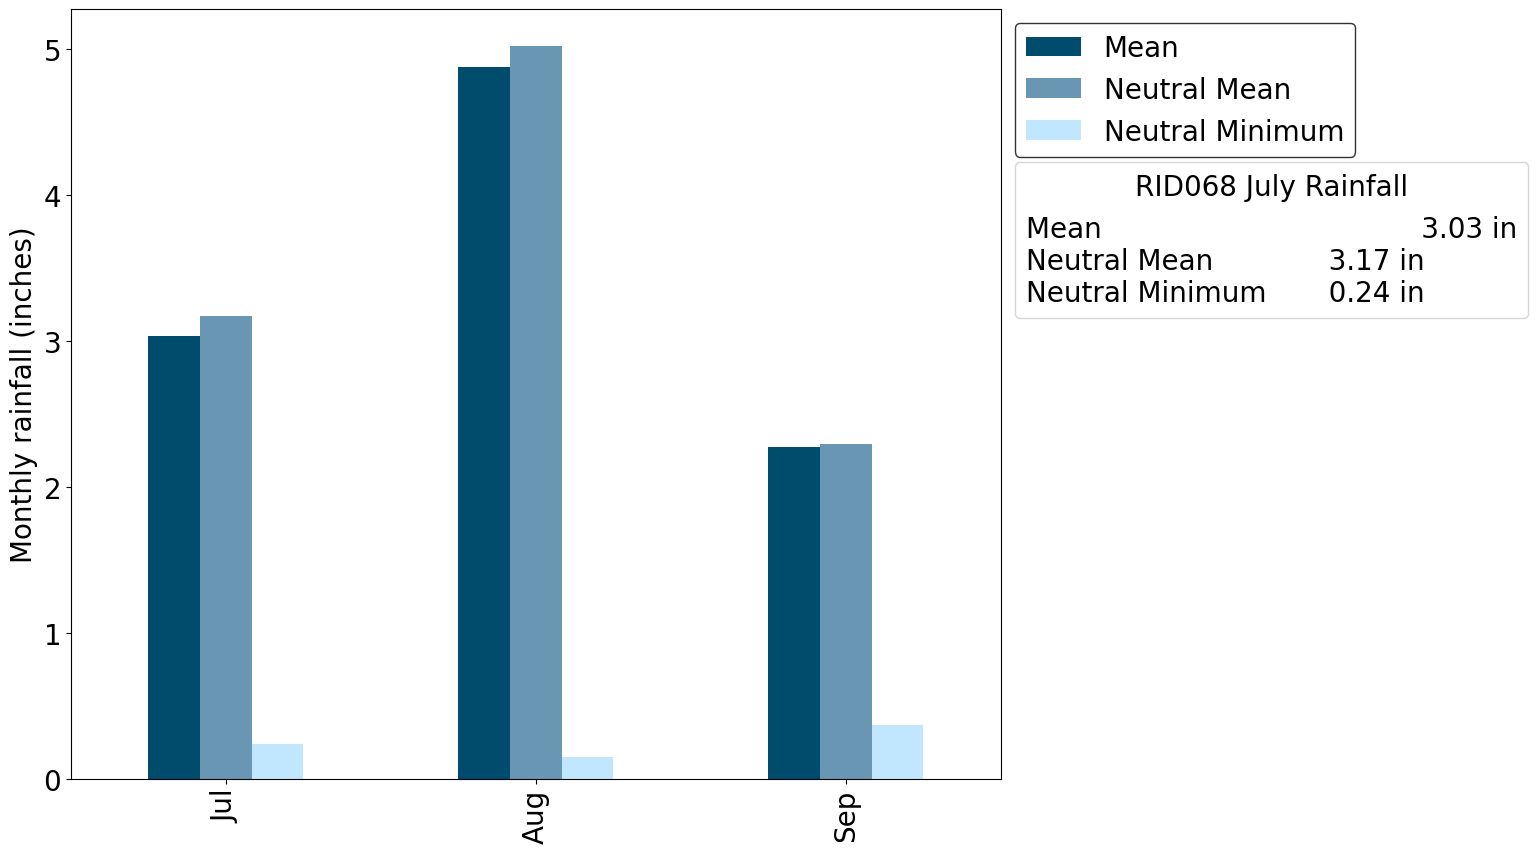 Monthly rainfall (inches)
5
4
3
2
1
0
Jul
Aug
Sep
Mean
Neutral Mean
Neutral Minimum
RID068 July Rainfall
Mean 3.03 in
Neutral Mean 3.17 in
Neutral Minimum 0.24 in